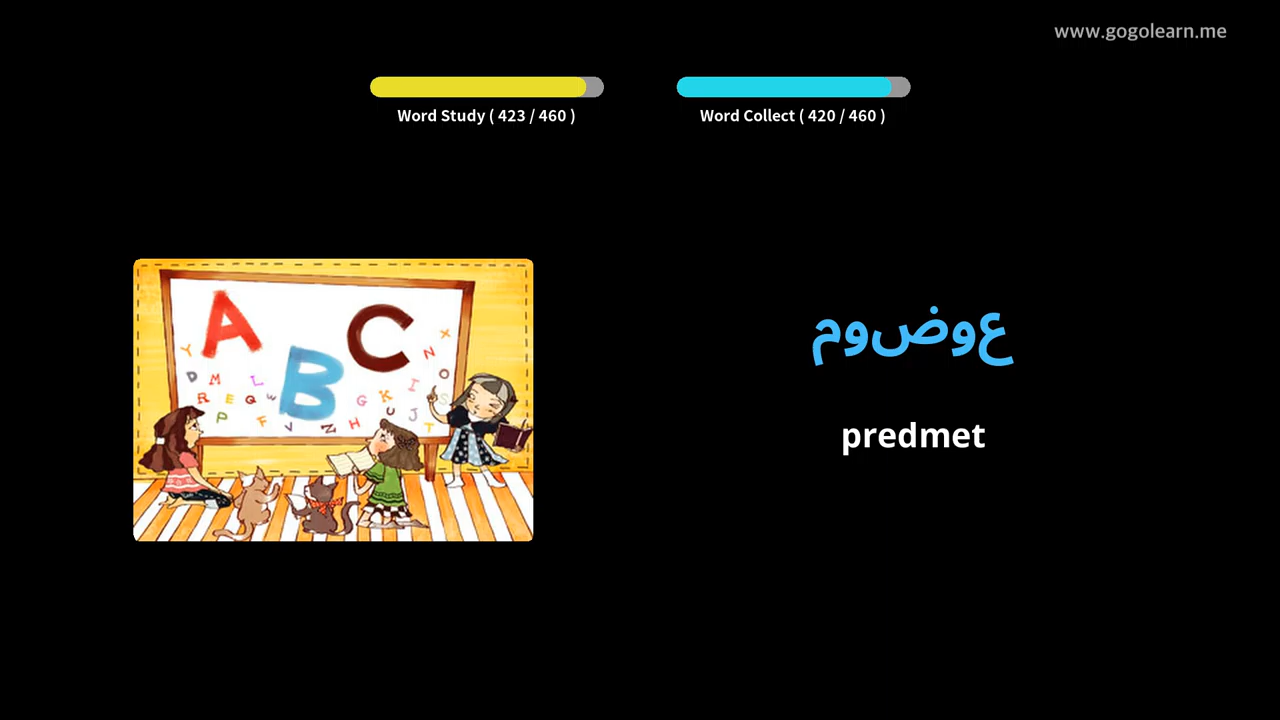 www.gogolearn.me
Word Study ( 423 / 460 )
Word Collect ( 420 / 460 )
A B C
Y X N
D M L I O
R E Q W G K S
P F V Z H U J T
عوضوم
predmet